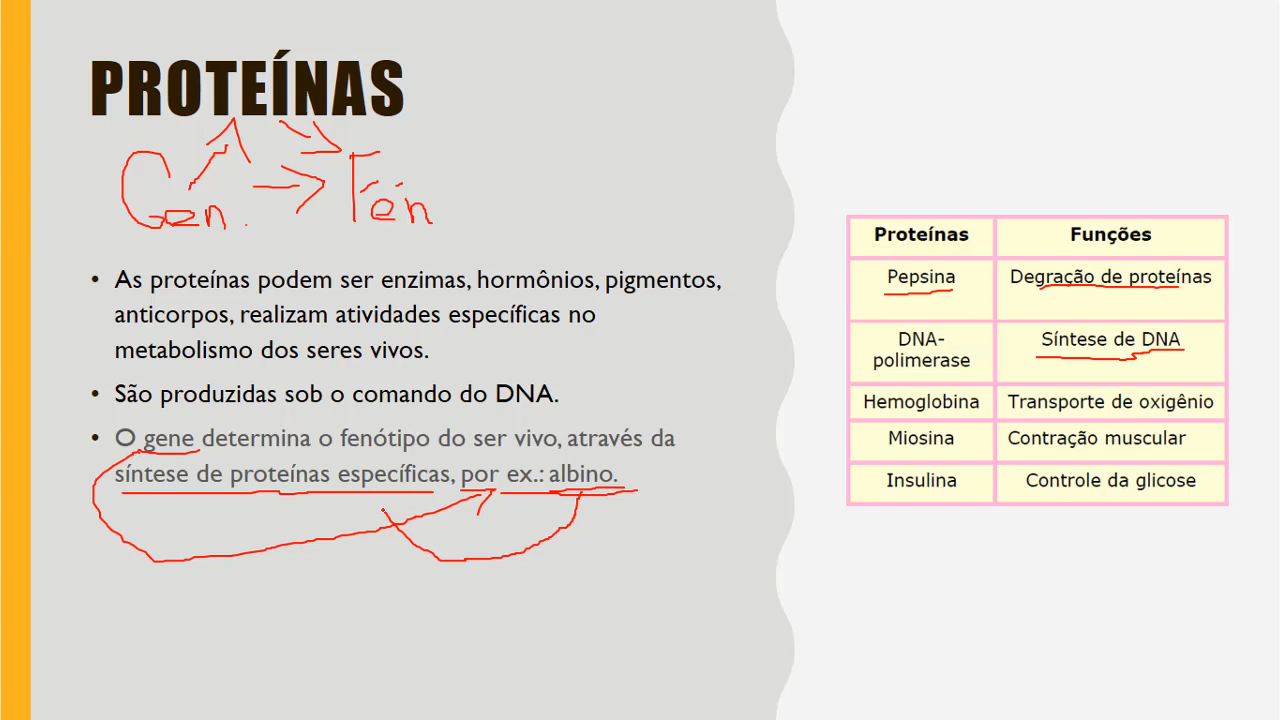 PROTEÍNAS
Gen. → Fen
• As proteínas podem ser enzimas, hormônios, pigmentos,
anticorpos, realizam atividades específicas no
metabolismo dos seres vivos.
• São produzidas sob o comando do DNA.
• O gene determina o fenótipo do ser vivo, através da
síntese de proteínas específicas, por ex.: albino.
Proteínas Funções
Pepsina Degração de proteínas
DNA-
polimerase Síntese de DNA
Hemoglobina Transporte de oxigênio
Miosina Contração muscular
Insulina Controle da glicose